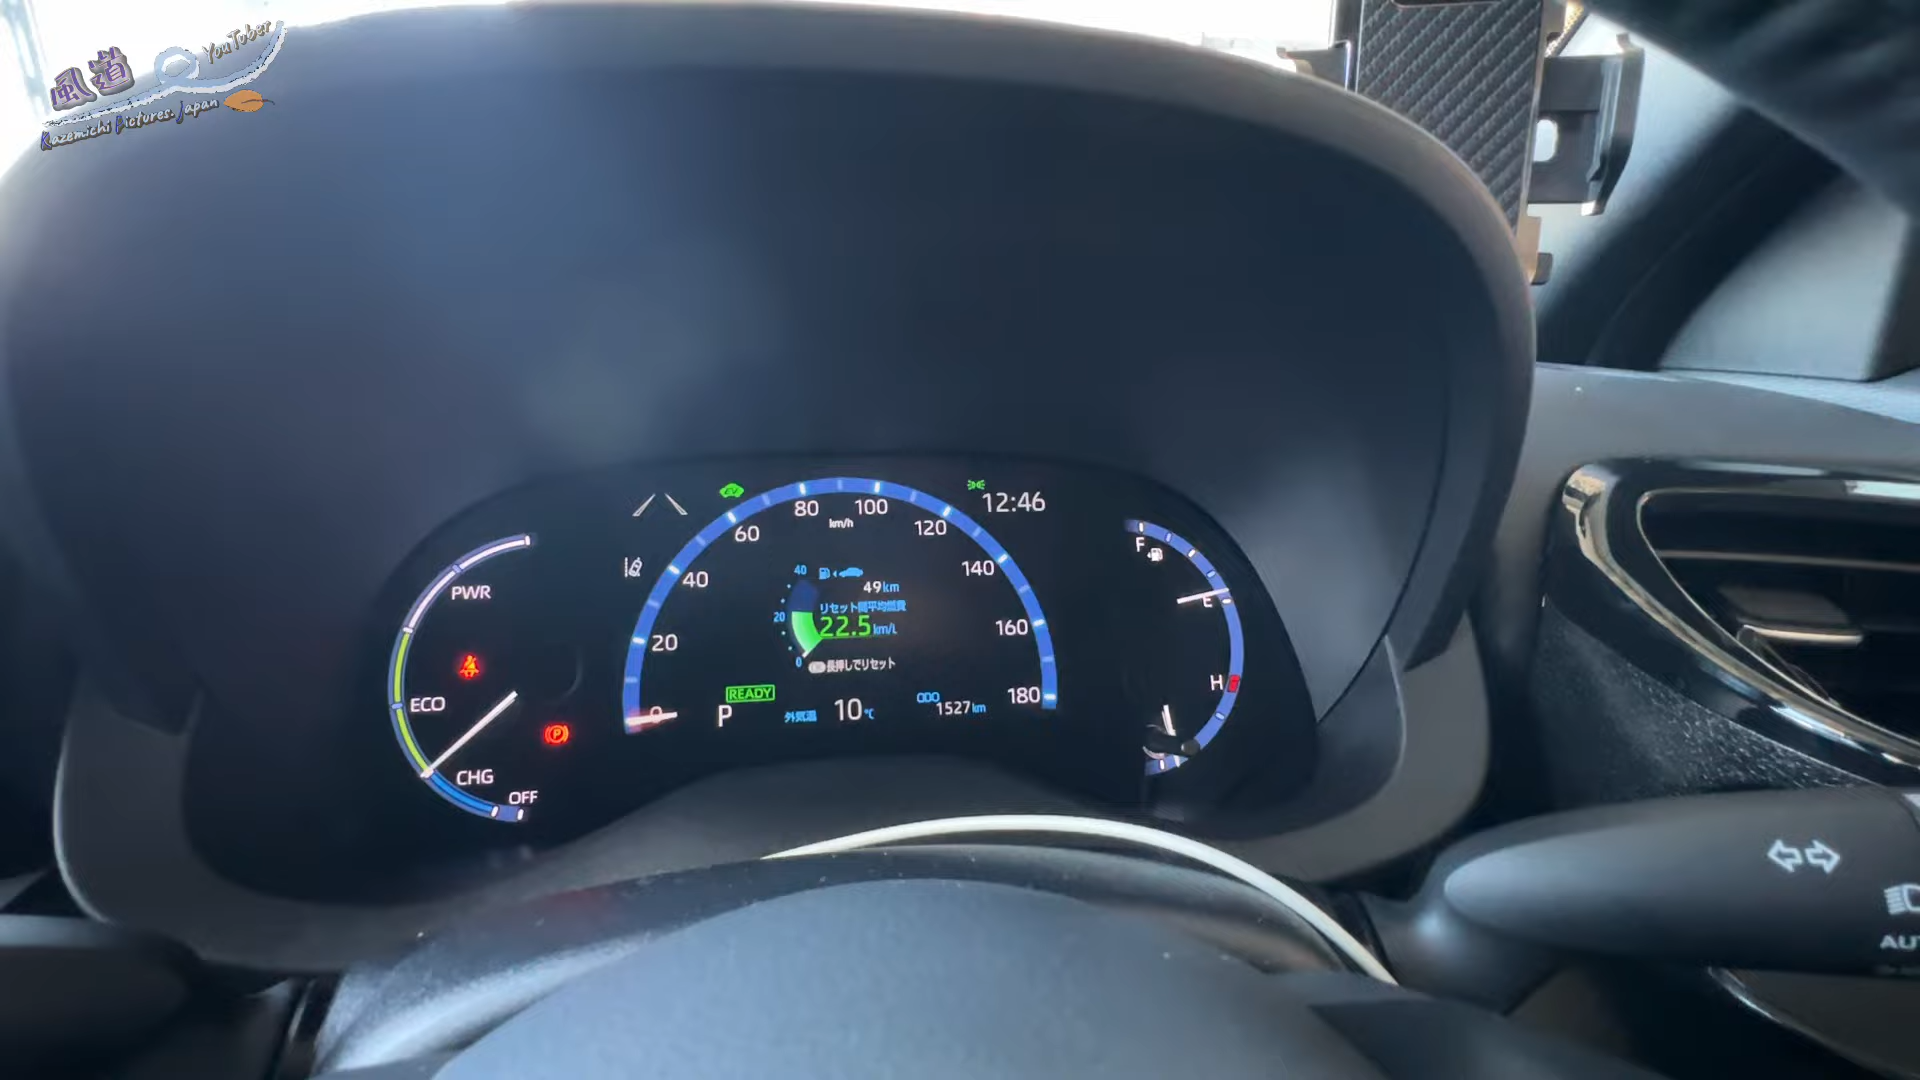 風道
YouTuber
Kazemichi Pictures. Japan
12:46
80
100
km/h
60
120
F
40
140
E
PWR
40
49km
リセット間平均燃費
20
22.5km/L
0
長押しでリセット
20
160
H
ECO
READY
P
外気温
10℃
ODO
1527km
0
180
CHG
OFF